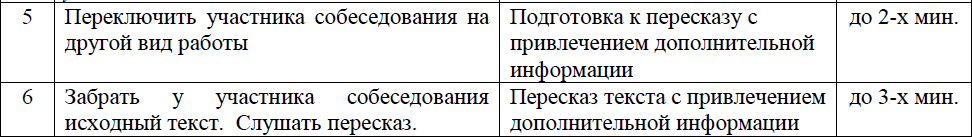 5 Переключить участника собеседования на Подготовка к пересказу с до 2-х мин.
другой вид работы привлечением дополнительной
информации
6 Забрать у участника собеседования Пересказ текста с привлечением до 3-х мин.
исходный текст. Слушать пересказ. дополнительной информации